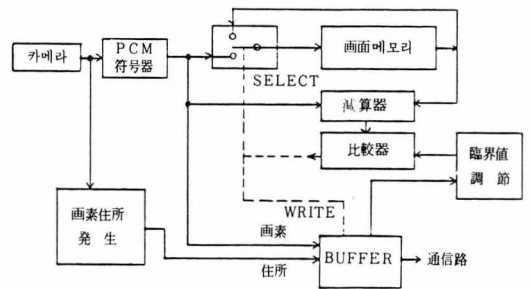 카메라
PCM
符号器
SELECT
画面메모리
減算器
比較器
臨界値
調節
画素住所
発生
WRITE
画素
住所
BUFFER
通信路